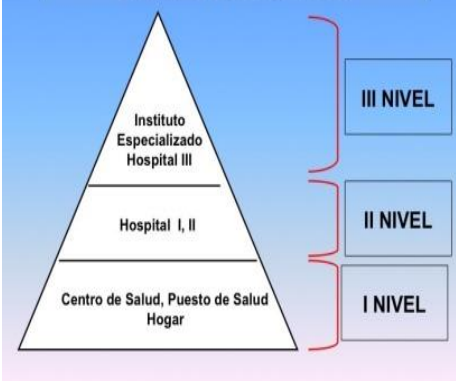 Instituto
Especializado
Hospital III
III NIVEL
Hospital I, II
II NIVEL
Centro de Salud, Puesto de Salud
Hogar
I NIVEL